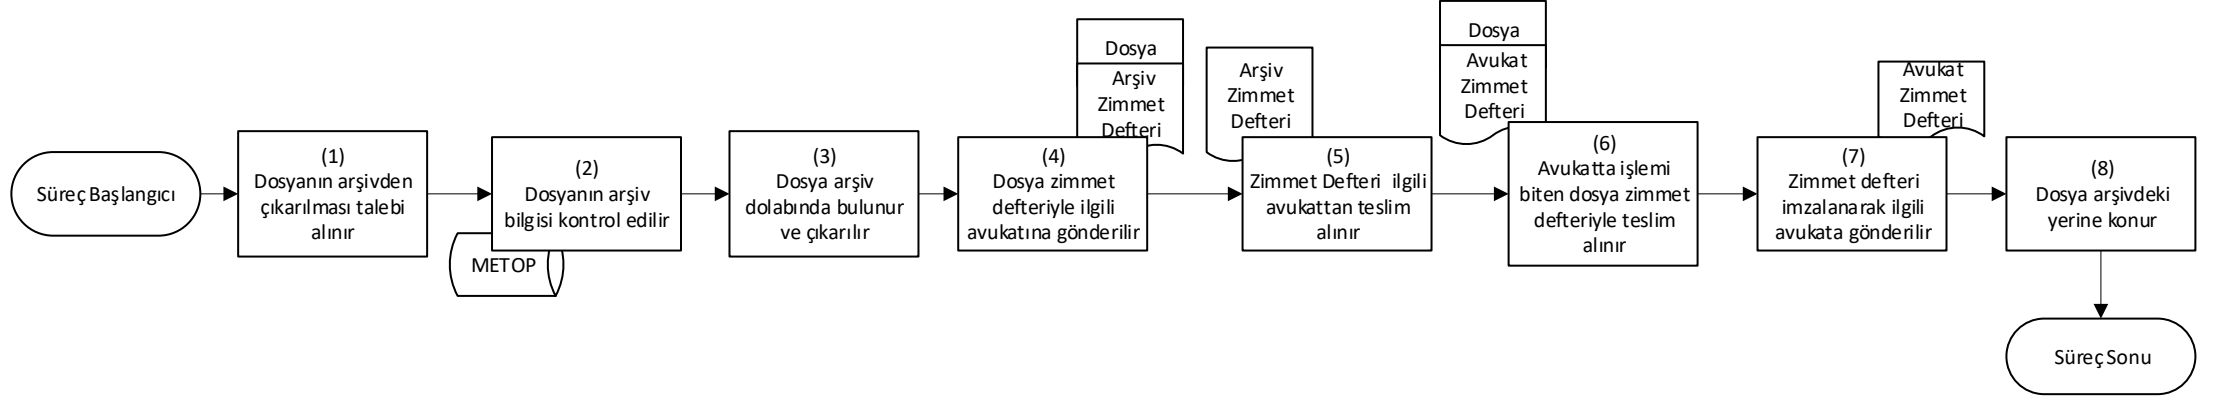 Süreç Başlangıcı
(1)
Dosyanın arşivden
çıkarılması talebi
alınır
(2)
Dosyanın arşiv
bilgisi kontrol edilir
METOP
(3)
Dosya arşiv
dolabında bulunur
ve çıkarılır
Dosya
Arşiv
Zimmet
Defteri
(4)
Dosya zimmet
defteriyle ilgili
avukatına gönderilir
Arşiv
Zimmet
Defteri
(5)
Zimmet Defteri ilgili
avukattan teslim
alınır
Dosya
Avukat
Zimmet
Defteri
(6)
Avukatta işlemi
biten dosya zimmet
defteriyle teslim
alınır
Avukat
Zimmet
Defteri
(7)
Zimmet defteri
imzalanarak ilgili
avukata gönderilir
(8)
Dosya arşivdeki
yerine konur
Süreç Sonu